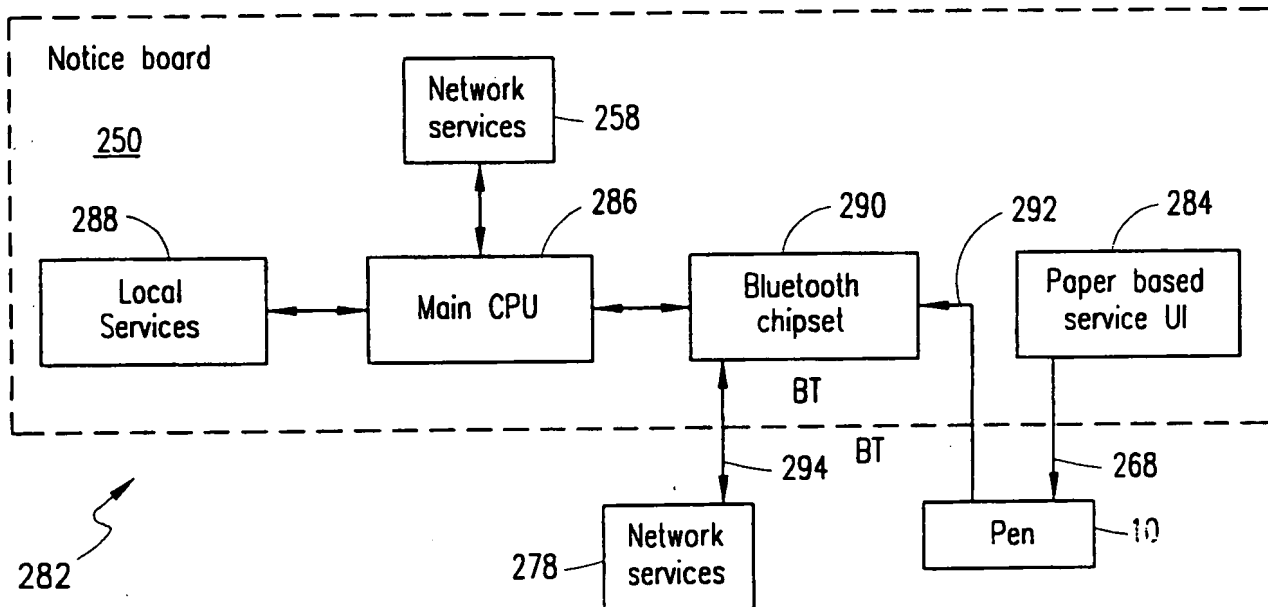 Notice board
250
Network
services
258
288
286
290
292
284
Local
Services
Main CPU
Bluetooth
chipset
Paper based
service UI
BT
BT
294
268
282
278
Network
services
Pen
10